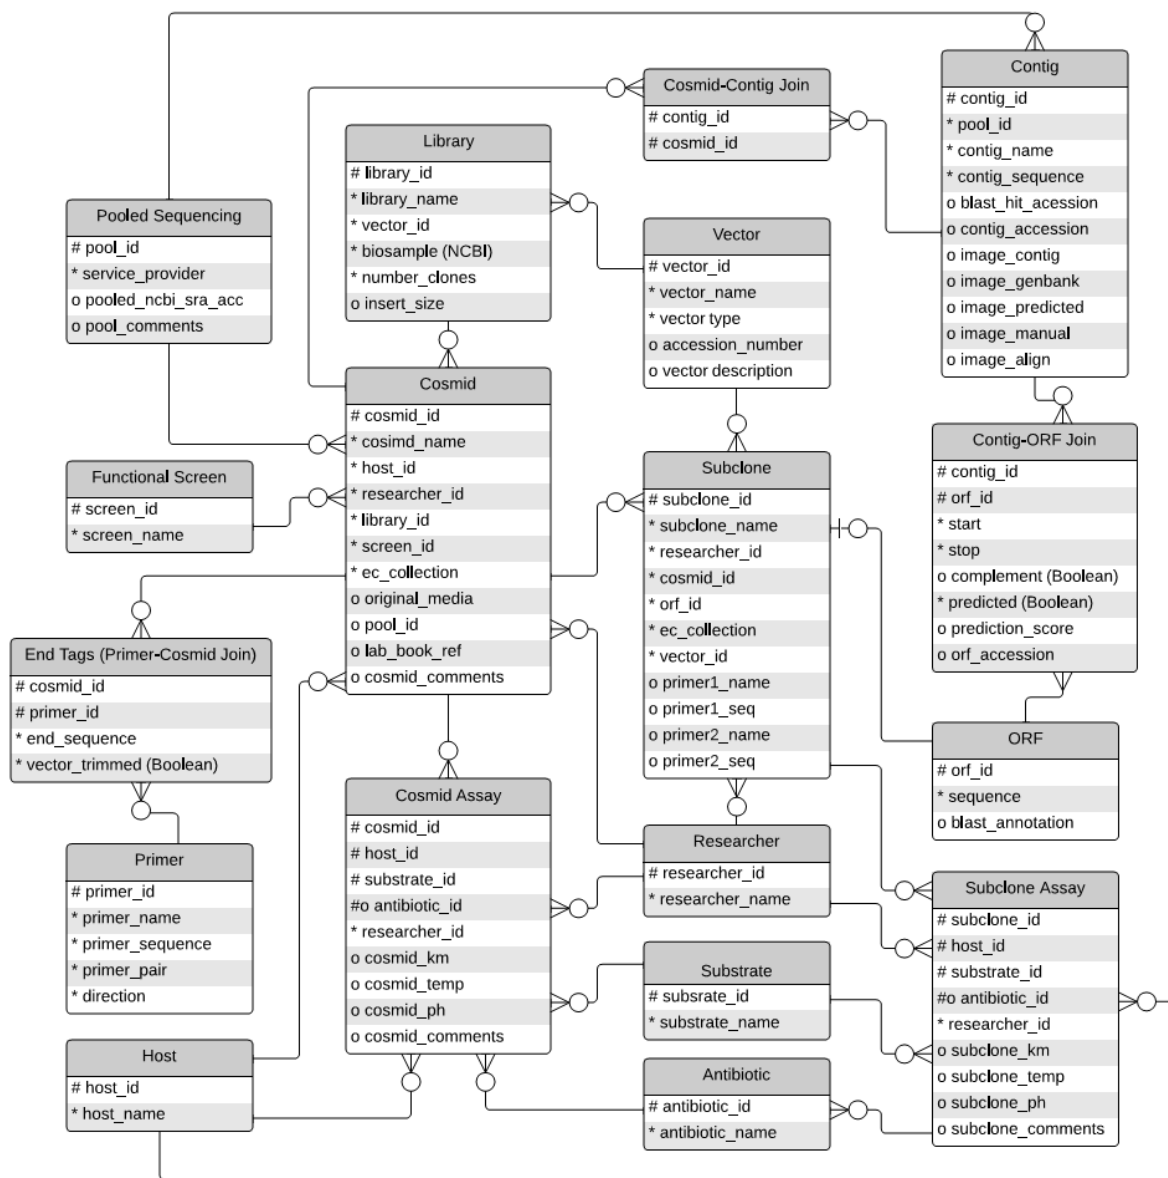 Contig
# contig_id
* pool_id
* contig_name
* contig_sequence
o blast_hit_acession
o contig_accession
o image_contig
o image_genbank
o image_predicted
o image_manual
o image_align
Cosmid-Contig Join
# contig_id
# cosmid_id
Library
# library_id
* library_name
* vector_id
* biosample (NCBI)
* number_clones
o insert_size
Pooled Sequencing
# pool_id
* service_provider
o pooled_ncbi_sra_acc
o pool_comments
Vector
# vector_id
* vector_name
* vector type
o accession_number
o vector description
Cosmid
# cosmid_id
* cosimd_name
* host_id
* researcher_id
* library_id
* screen_id
* ec_collection
o original_media
o pool_id
o lab_book_ref
o cosmid_comments
Functional Screen
# screen_id
* screen_name
Subclone
# subclone_id
* subclone_name
* researcher_id
* cosmid_id
* orf_id
* ec_collection
* vector_id
o primer1_name
o primer1_seq
o primer2_name
o primer2_seq
Contig-ORF Join
# contig_id
# orf_id
* start
* stop
o complement (Boolean)
* predicted (Boolean)
o prediction_score
o orf_accession
End Tags (Primer-Cosmid Join)
# cosmid_id
# primer_id
* end_sequence
* vector_trimmed (Boolean)
ORF
# orf_id
* sequence
o blast_annotation
Cosmid Assay
# cosmid_id
# host_id
# substrate_id
#o antibiotic_id
* researcher_id
o cosmid_km
o cosmid_temp
o cosmid_ph
o cosmid_comments
Primer
# primer_id
* primer_name
* primer_sequence
* primer_pair
* direction
Researcher
# researcher_id
* researcher_name
Subclone Assay
# subclone_id
# host_id
# substrate_id
#o antibiotic_id
* researcher_id
o subclone_km
o subclone_temp
o subclone_ph
o subclone_comments
Substrate
# subsrate_id
* substrate_name
Host
# host_id
* host_name
Antibiotic
# antibiotic_id
* antibiotic_name